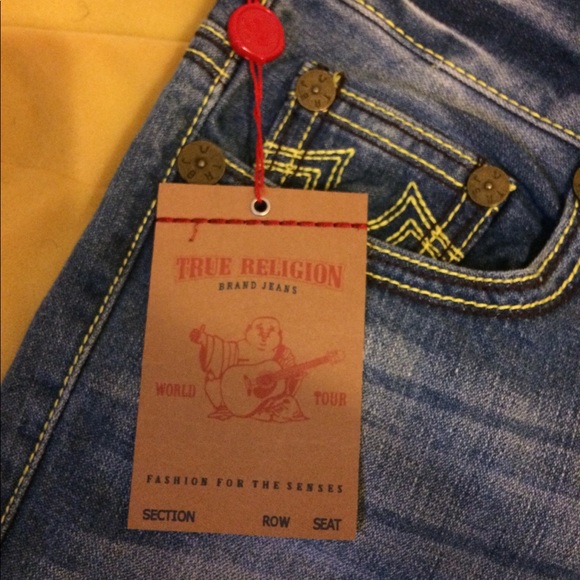 TRUE RELIGION
BRAND JEANS
WORLD TOUR
FASHION FOR THE SENSES
SECTION ROW SEAT